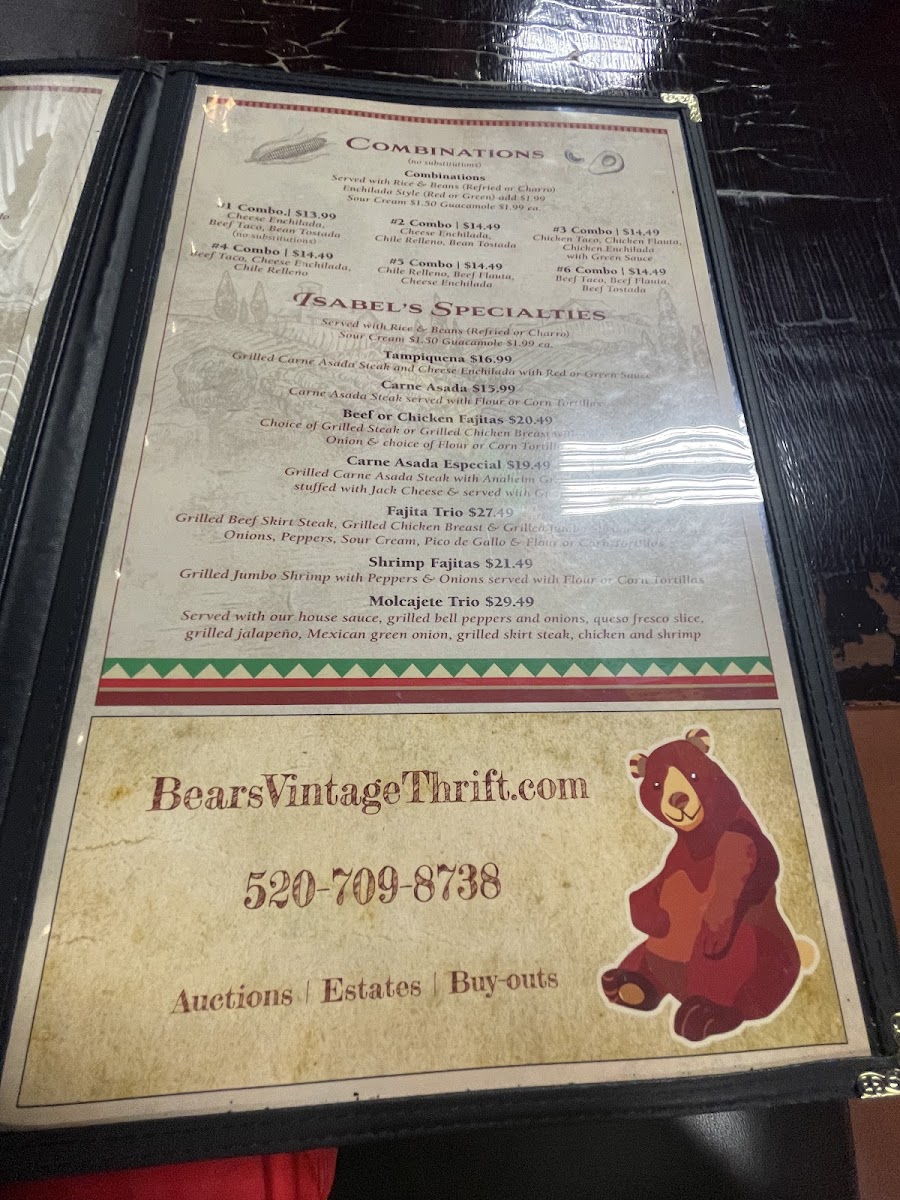 Combinations
(no substitutions)
Combinations
Served with Rice & Beans (Refried or Charro)
Enchilada Style (Red or Green) add $1.99
Sour Cream $1.50 Guacamole $1.99 ea.
#1 Combo.| $13.99
Cheese Enchilada,
Beef Taco, Bean Tostada
(no substitutions)
#2 Combo | $14.49
Cheese Enchilada,
Chile Relleno, Bean Tostada
#3 Combo | $14.49
Chicken Taco, Chicken Flauta,
Chicken Enchilada
with Green Sauce
#4 Combo | $14.49
Beef Taco, Cheese Enchilada,
Chile Relleno
#5 Combo | $14.49
Chile Relleno, Beef Flauta,
Cheese Enchilada
#6 Combo | $14.49
Beef Taco, Beef Flauta,
Beef Tostada
Isabel's Specialties
Served with Rice & Beans (Refried or Charro)
Sour Cream $1.50 Guacamole $1.99 ea.
Tampiquena $16.99
Grilled Carne Asada Steak and Cheese Enchilada with Red or Green Sauce
Carne Asada $15.99
Carne Asada Steak served with Flour or Corn Tortillas
Beef or Chicken Fajitas $20.49
Choice of Grilled Steak or Grilled Chicken Breast
Onion & choice of Flour or Corn
Carne Asada Especial $19.49
Grilled Carne Asada Steak with Anaheim
stuffed with Jack Cheese & served with
Fajita Trio $27.49
Grilled Beef Skirt Steak, Grilled Chicken Breast & Grilled
Onions, Peppers, Sour Cream, Pico de Gallo & Flour or Corn Tortillas
Shrimp Fajitas $21.49
Grilled Jumbo Shrimp with Peppers & Onions served with Flour or Corn Tortillas
Molcajete Trio $29.49
Served with our house sauce, grilled bell peppers and onions, queso fresco slice,
grilled jalapeño, Mexican green onion, grilled skirt steak, chicken and shrimp
BearsVintageThrift.com
520-709-8738
Auctions | Estates | Buy-outs